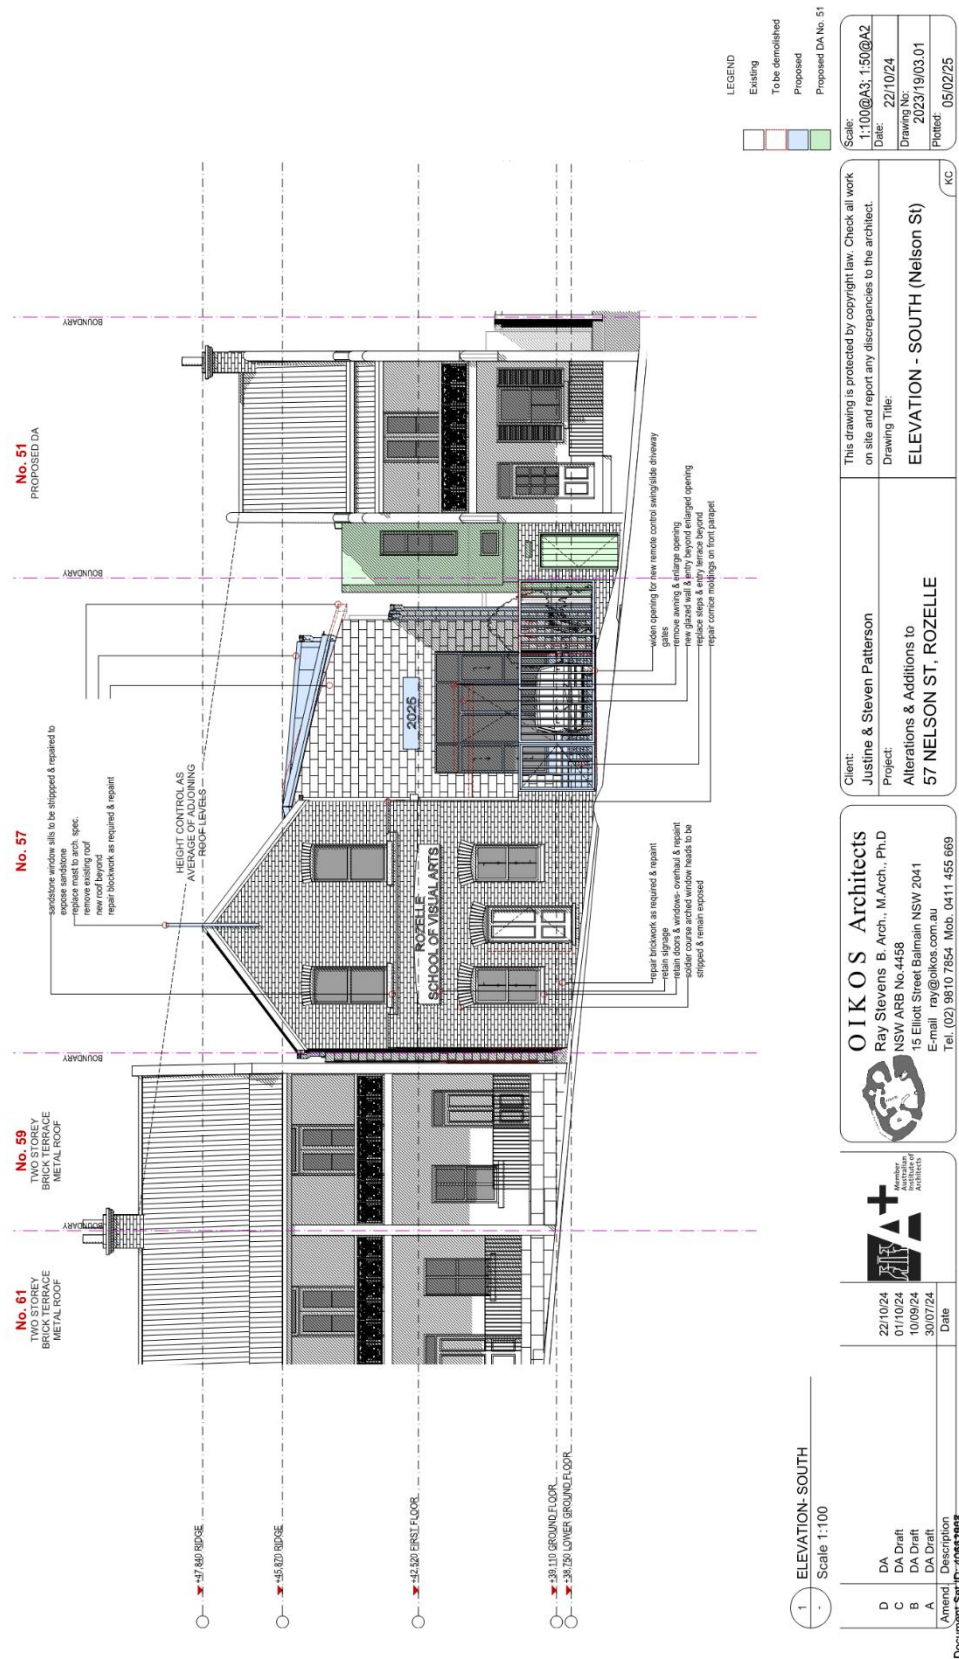 No. 61
TWO STOREY
BRICK TERRACE
METAL ROOF
No. 59
TWO STOREY
BRICK TERRACE
METAL ROOF
No. 57
No. 51
PROPOSED DA
BOUNDARY
BOUNDARY
BOUNDARY
BOUNDARY
sandstone window sills to be strippped & repaired to
expose sandstone
replace mast to arch. spec.
remove existing roof
new roof beyond
repair blockwork as required & repaint
HEIGHT CONTROL AS
AVERAGE OF ADJOINING
ROOF LEVELS
+47.840 RIDGE
+45.870 RIDGE
+42.520 FIRST FLOOR
+39.110 GROUND FLOOR
+38.750 LOWER GROUND FLOOR
ROZELLE
SCHOOL OF VISUAL ARTS
2025
repair brickwork as required & repaint
retain signage
retain doors & windows- overhaul & repaint
soldier course arched window heads to be
stripped & remain exposed
widen opening for new remote control swing/side driveway
gates
remove awning & enlarge opening
new glazed wall & entry beyond enlarged opening
replace steps & entry terrace beyond
repair cornice moldings on front parapet
LEGEND
Existing
To be demolished
Proposed
Proposed DA No. 51
1 ELEVATION- SOUTH
- Scale 1:100
D DA 22/10/24
C DA Draft 01/10/24
B DA Draft 10/09/24
A DA Draft 30/07/24
Amend. Description Date
Document Set ID:
A+
Member
Australian
Institute of
Architects
OIKOS Architects
Ray Stevens B. Arch., M.Arch., Ph.D
NSW ARB No.4458
15 Elliott Street Balmain NSW 2041
E-mail ray@oikos.com.au
Tel. (02) 9810 7854 Mob. 0411 455 669
Client:
Justine & Steven Patterson
Project:
Alterations & Additions to
57 NELSON ST, ROZELLE
This drawing is protected by copyright law. Check all work
on site and report any discrepancies to the architect.
Drawing Title:
ELEVATION - SOUTH (Nelson St)
KC
Scale:
1:100@A3; 1:50@A2
Date:
22/10/24
Drawing No:
2023/19/03.01
Plotted: 05/02/25